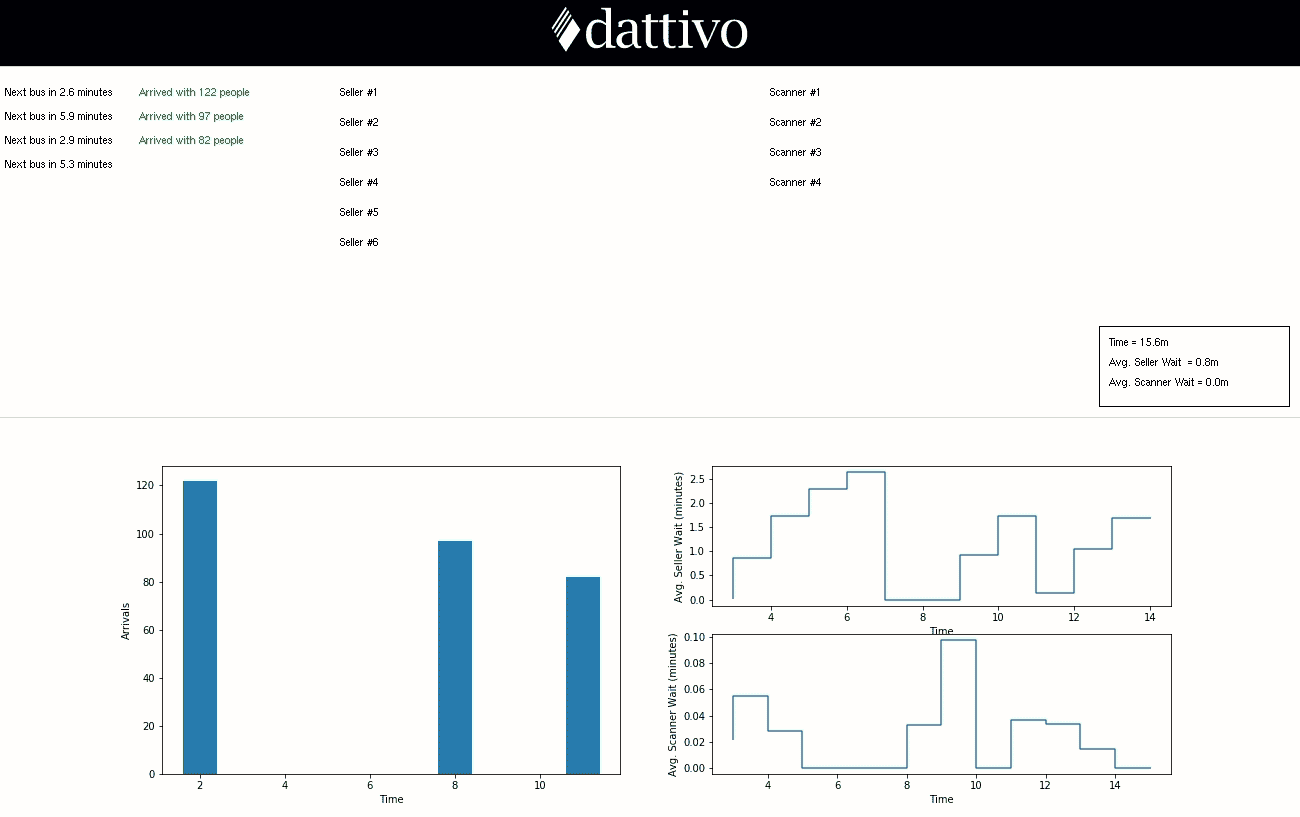 dattivo
Next bus in 2.6 minutes Arrived with 122 people
Next bus in 5.9 minutes Arrived with 97 people
Next bus in 2.9 minutes Arrived with 82 people
Next bus in 5.3 minutes
Seller #1
Seller #2
Seller #3
Seller #4
Seller #5
Seller #6
Scanner #1
Scanner #2
Scanner #3
Scanner #4
Time = 15.6m
Avg. Seller Wait = 0.8m
Avg. Scanner Wait = 0.0m
Arrivals
120
100
80
60
40
20
0
2 4 6 8 10
Time
Avg. Seller Wait (minutes)
2.5
2.0
1.5
1.0
0.5
0.0
4 6 8 10 12 14
Time
Avg. Scanner Wait (minutes)
0.10
0.08
0.06
0.04
0.02
0.00
4 6 8 10 12 14
Time